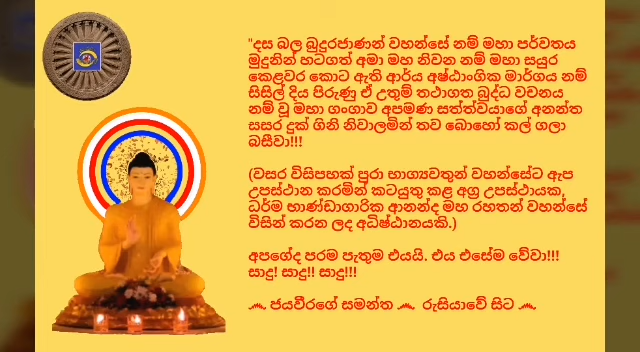 "දස බල බුදුරජාණන් වහන්සේ නම් මහා පර්වතය
මුදුනින් හටගත් අමා මහ නිවන නම් මහා සයුර
කෙළවර කොට ඇති ආර්ය අෂ්ඨාංගික මාර්ගය නම්
සිසිල් දිය පිරුණු ඒ උතුම් තථාගත බුද්ධ වචනය
නම් වූ මහා ගංගාව අපමණ සත්ත්වයාගේ අනන්ත
සසර දුක් ගිනි නිවාලමින් තව බොහෝ කල් ගලා
බසීවා!!!
(වසර විසිපහක් පුරා භාග්‍යවතුන් වහන්සේට ඇප
උපස්ථාන කරමින් කටයුතු කළ අග්‍ර උපස්ථායක,
ධර්ම භාණ්ඩාගාරික ආනන්ද මහ රහතන් වහන්සේ
විසින් කරන ලද අධිෂ්ඨානයකි.)
අපගේද පරම පැතුම එයයි. එය එසේම වේවා!!!
සාදු! සාදු!! සාදු!!!
ජයවීරගේ සමන්ත රුසියාවේ සිට